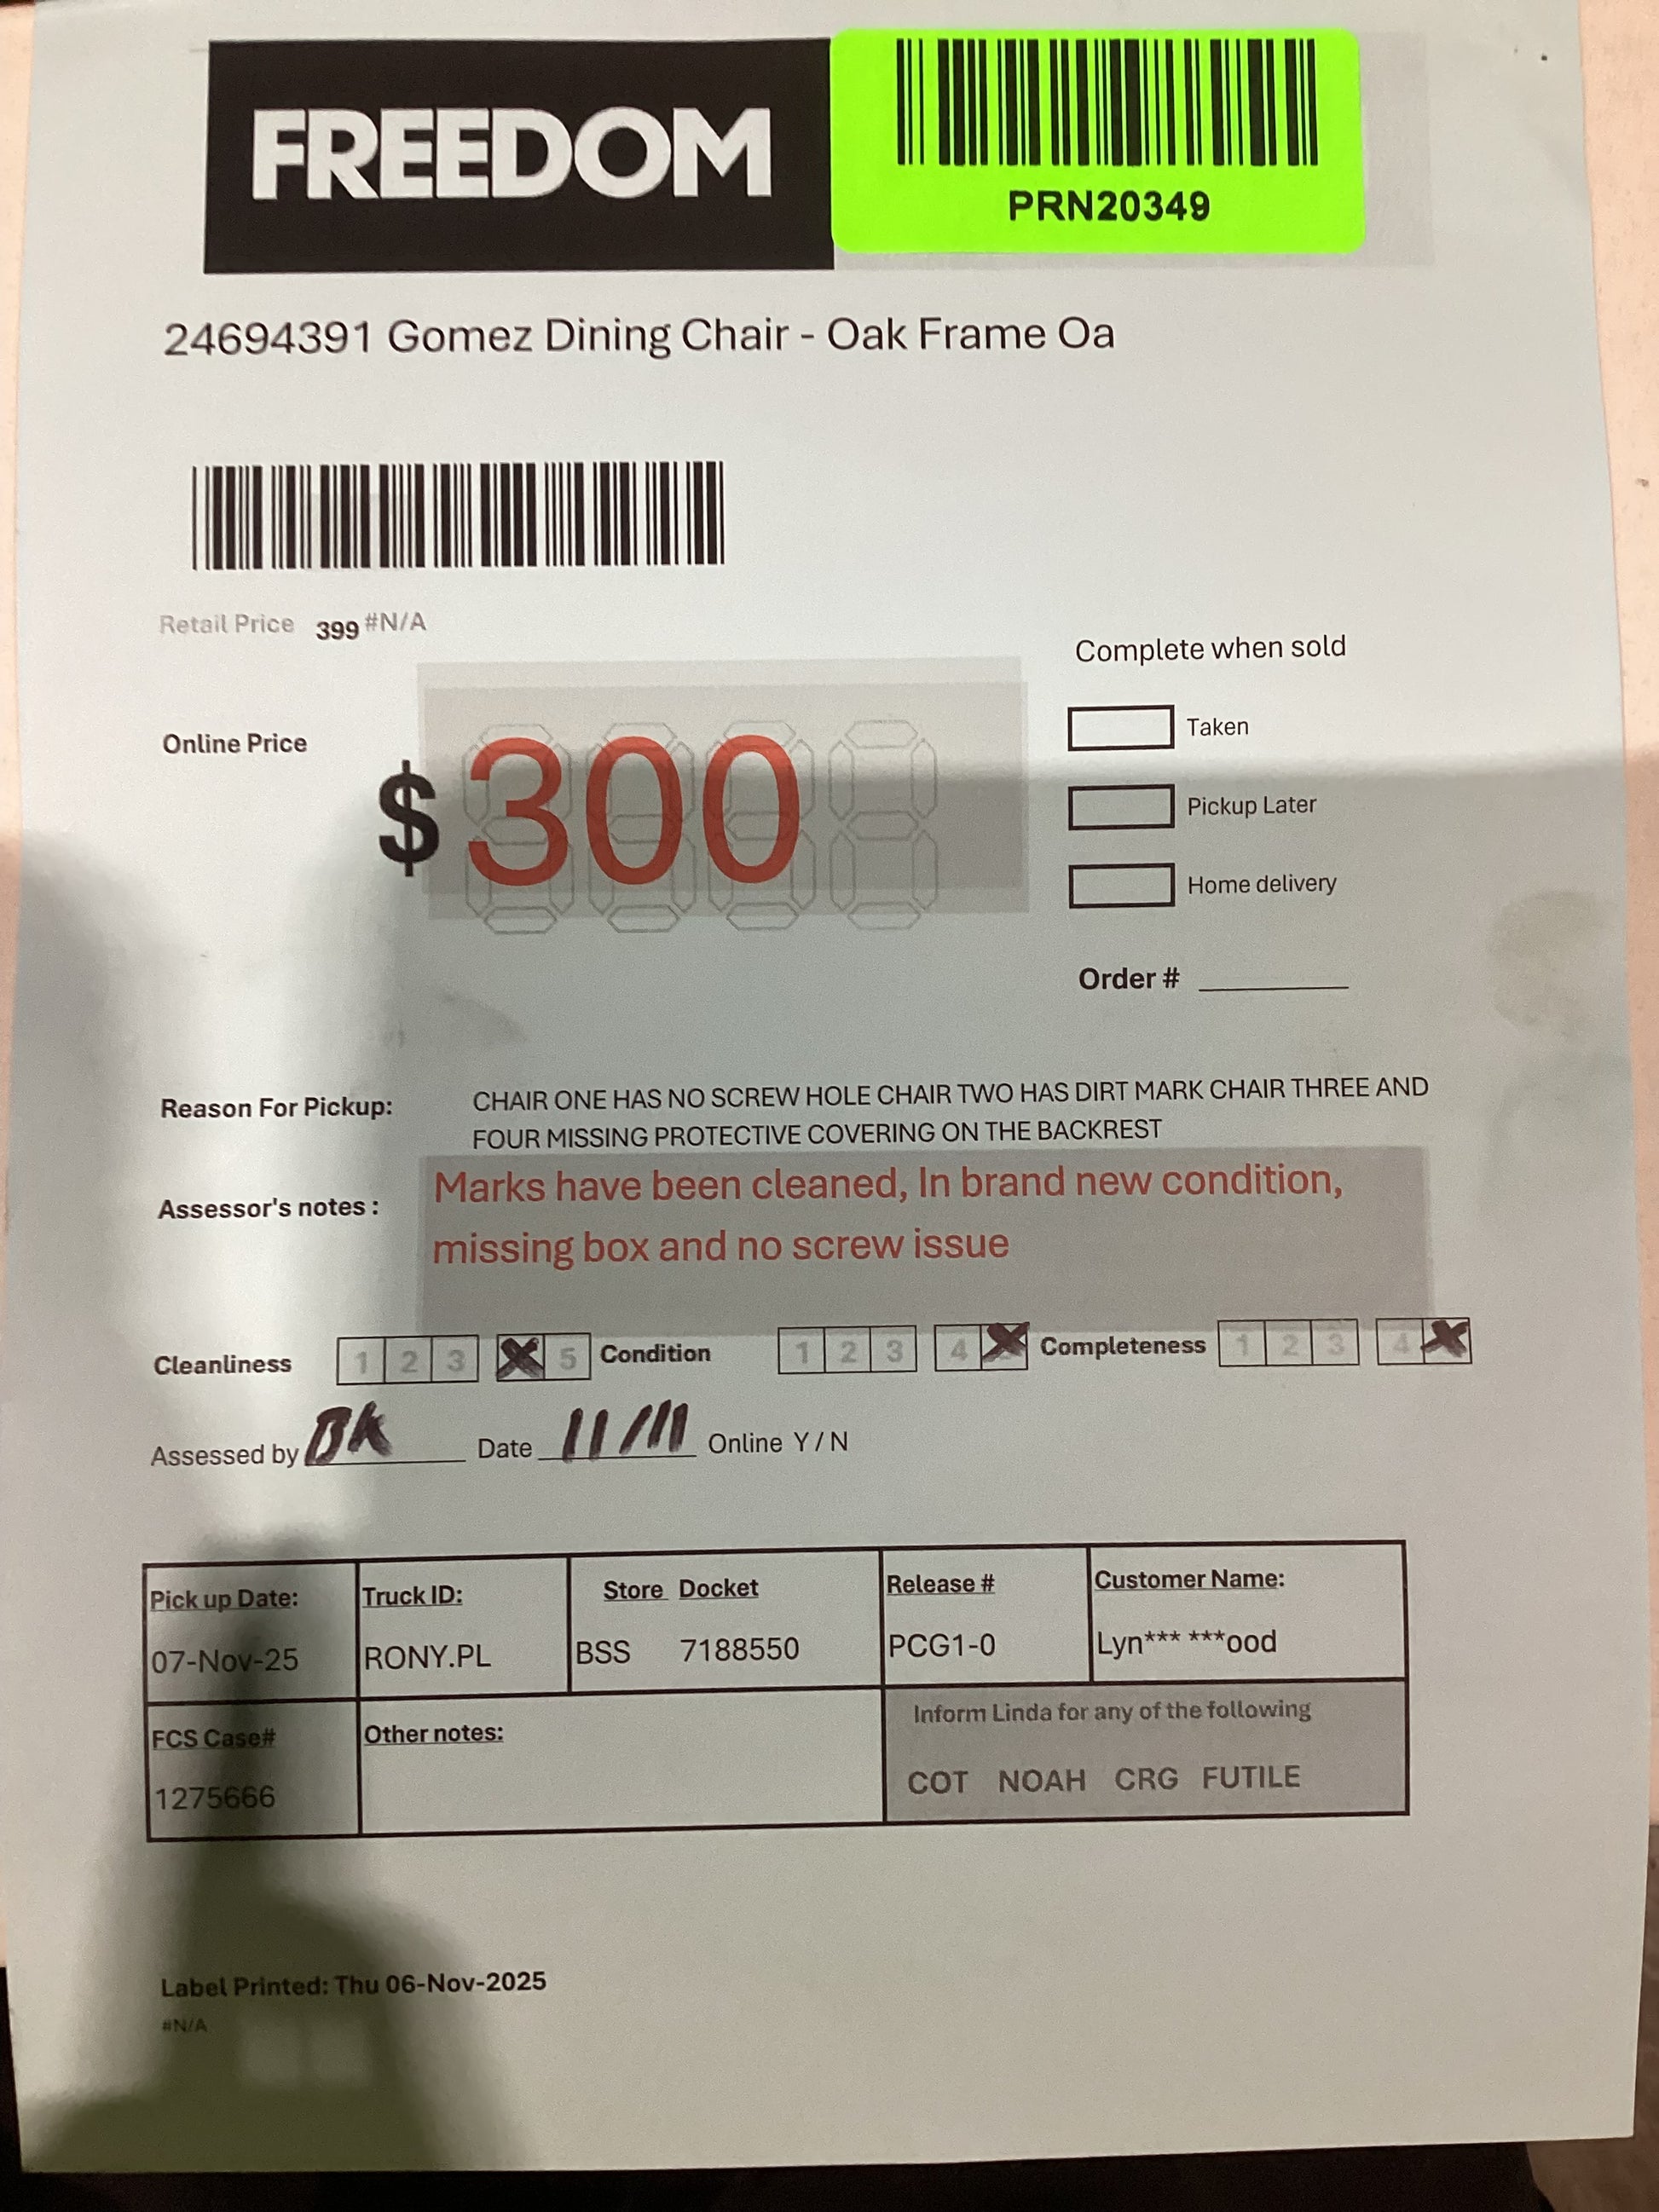 FREEDOM
PRN20349
24694391 Gomez Dining Chair - Oak Frame Oa
Retail Price 399 #N/A
Complete when sold
Online Price
$ 300
Taken
Pickup Later
Home delivery
Order #
Reason For Pickup: CHAIR ONE HAS NO SCREW HOLE CHAIR TWO HAS DIRT MARK CHAIR THREE AND
FOUR MISSING PROTECTIVE COVERING ON THE BACKREST
Assessor's notes : Marks have been cleaned, In brand new condition,
missing box and no screw issue
Cleanliness 1 2 3 5 Condition 1 2 3 4 Completeness 1 2 3 4
Assessed by BK Date 11/11 Online Y / N
Pick up Date: Truck ID: Store Docket Release # Customer Name:
07-Nov-25 RONY.PL BSS 7188550 PCG1-0 Lyn*** ***ood
FCS Case# Other notes: Inform Linda for any of the following
1275666 COT NOAH CRG FUTILE
Label Printed: Thu 06-Nov-2025
#N/A